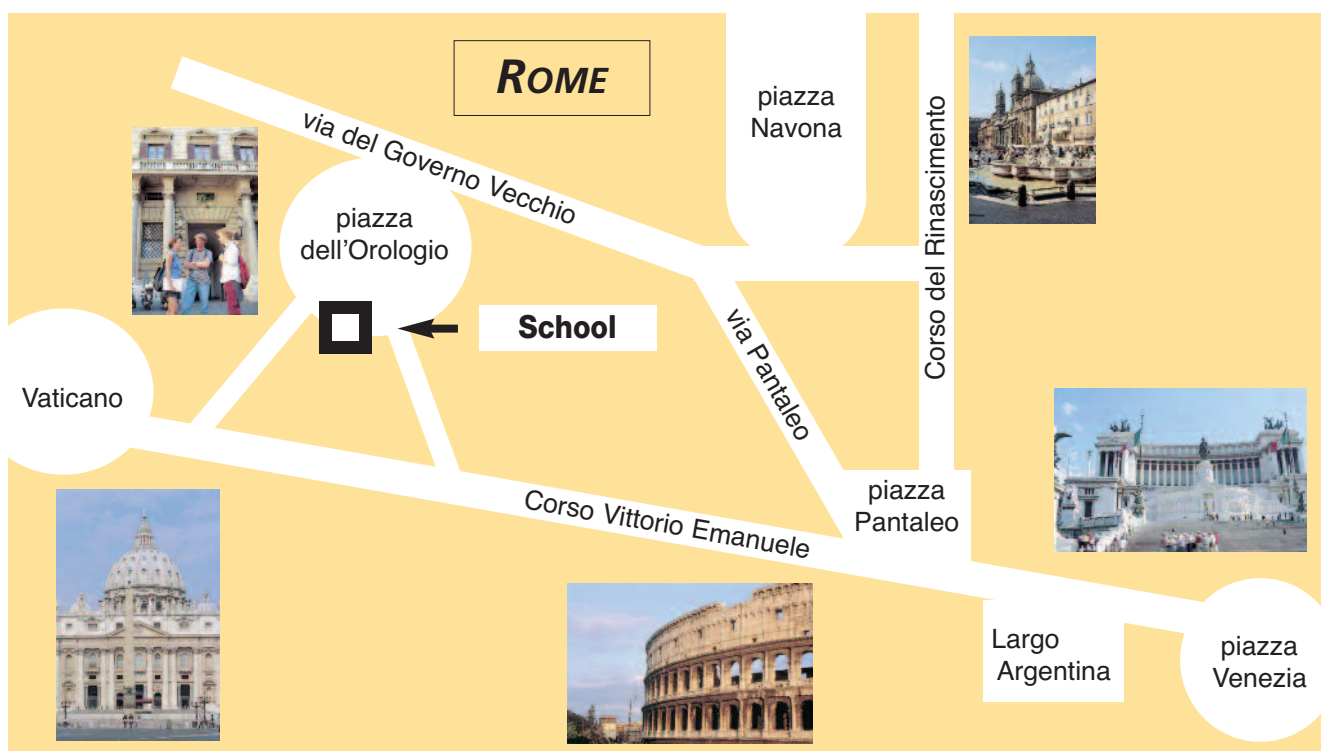 ROME
piazza
Navona
Corso del Rinascimento
via del Governo Vecchio
piazza
dell'Orologio
School
via Pantaleo
Vaticano
piazza
Pantaleo
Corso Vittorio Emanuele
Largo
Argentina
piazza
Venezia